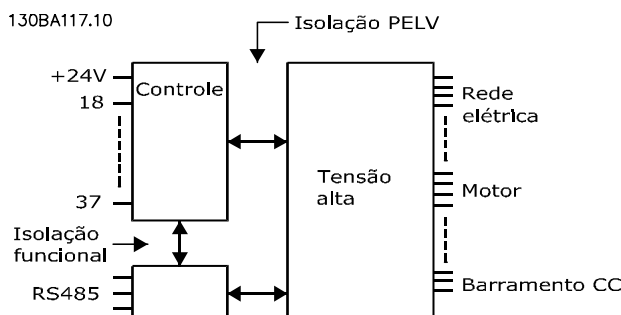 130BA117.10
Isolação PELV
+24V
Controle
18
37
Rede
elétrica
Tensão
alta
Motor
Isolação
funcional
RS485
Barramento CC